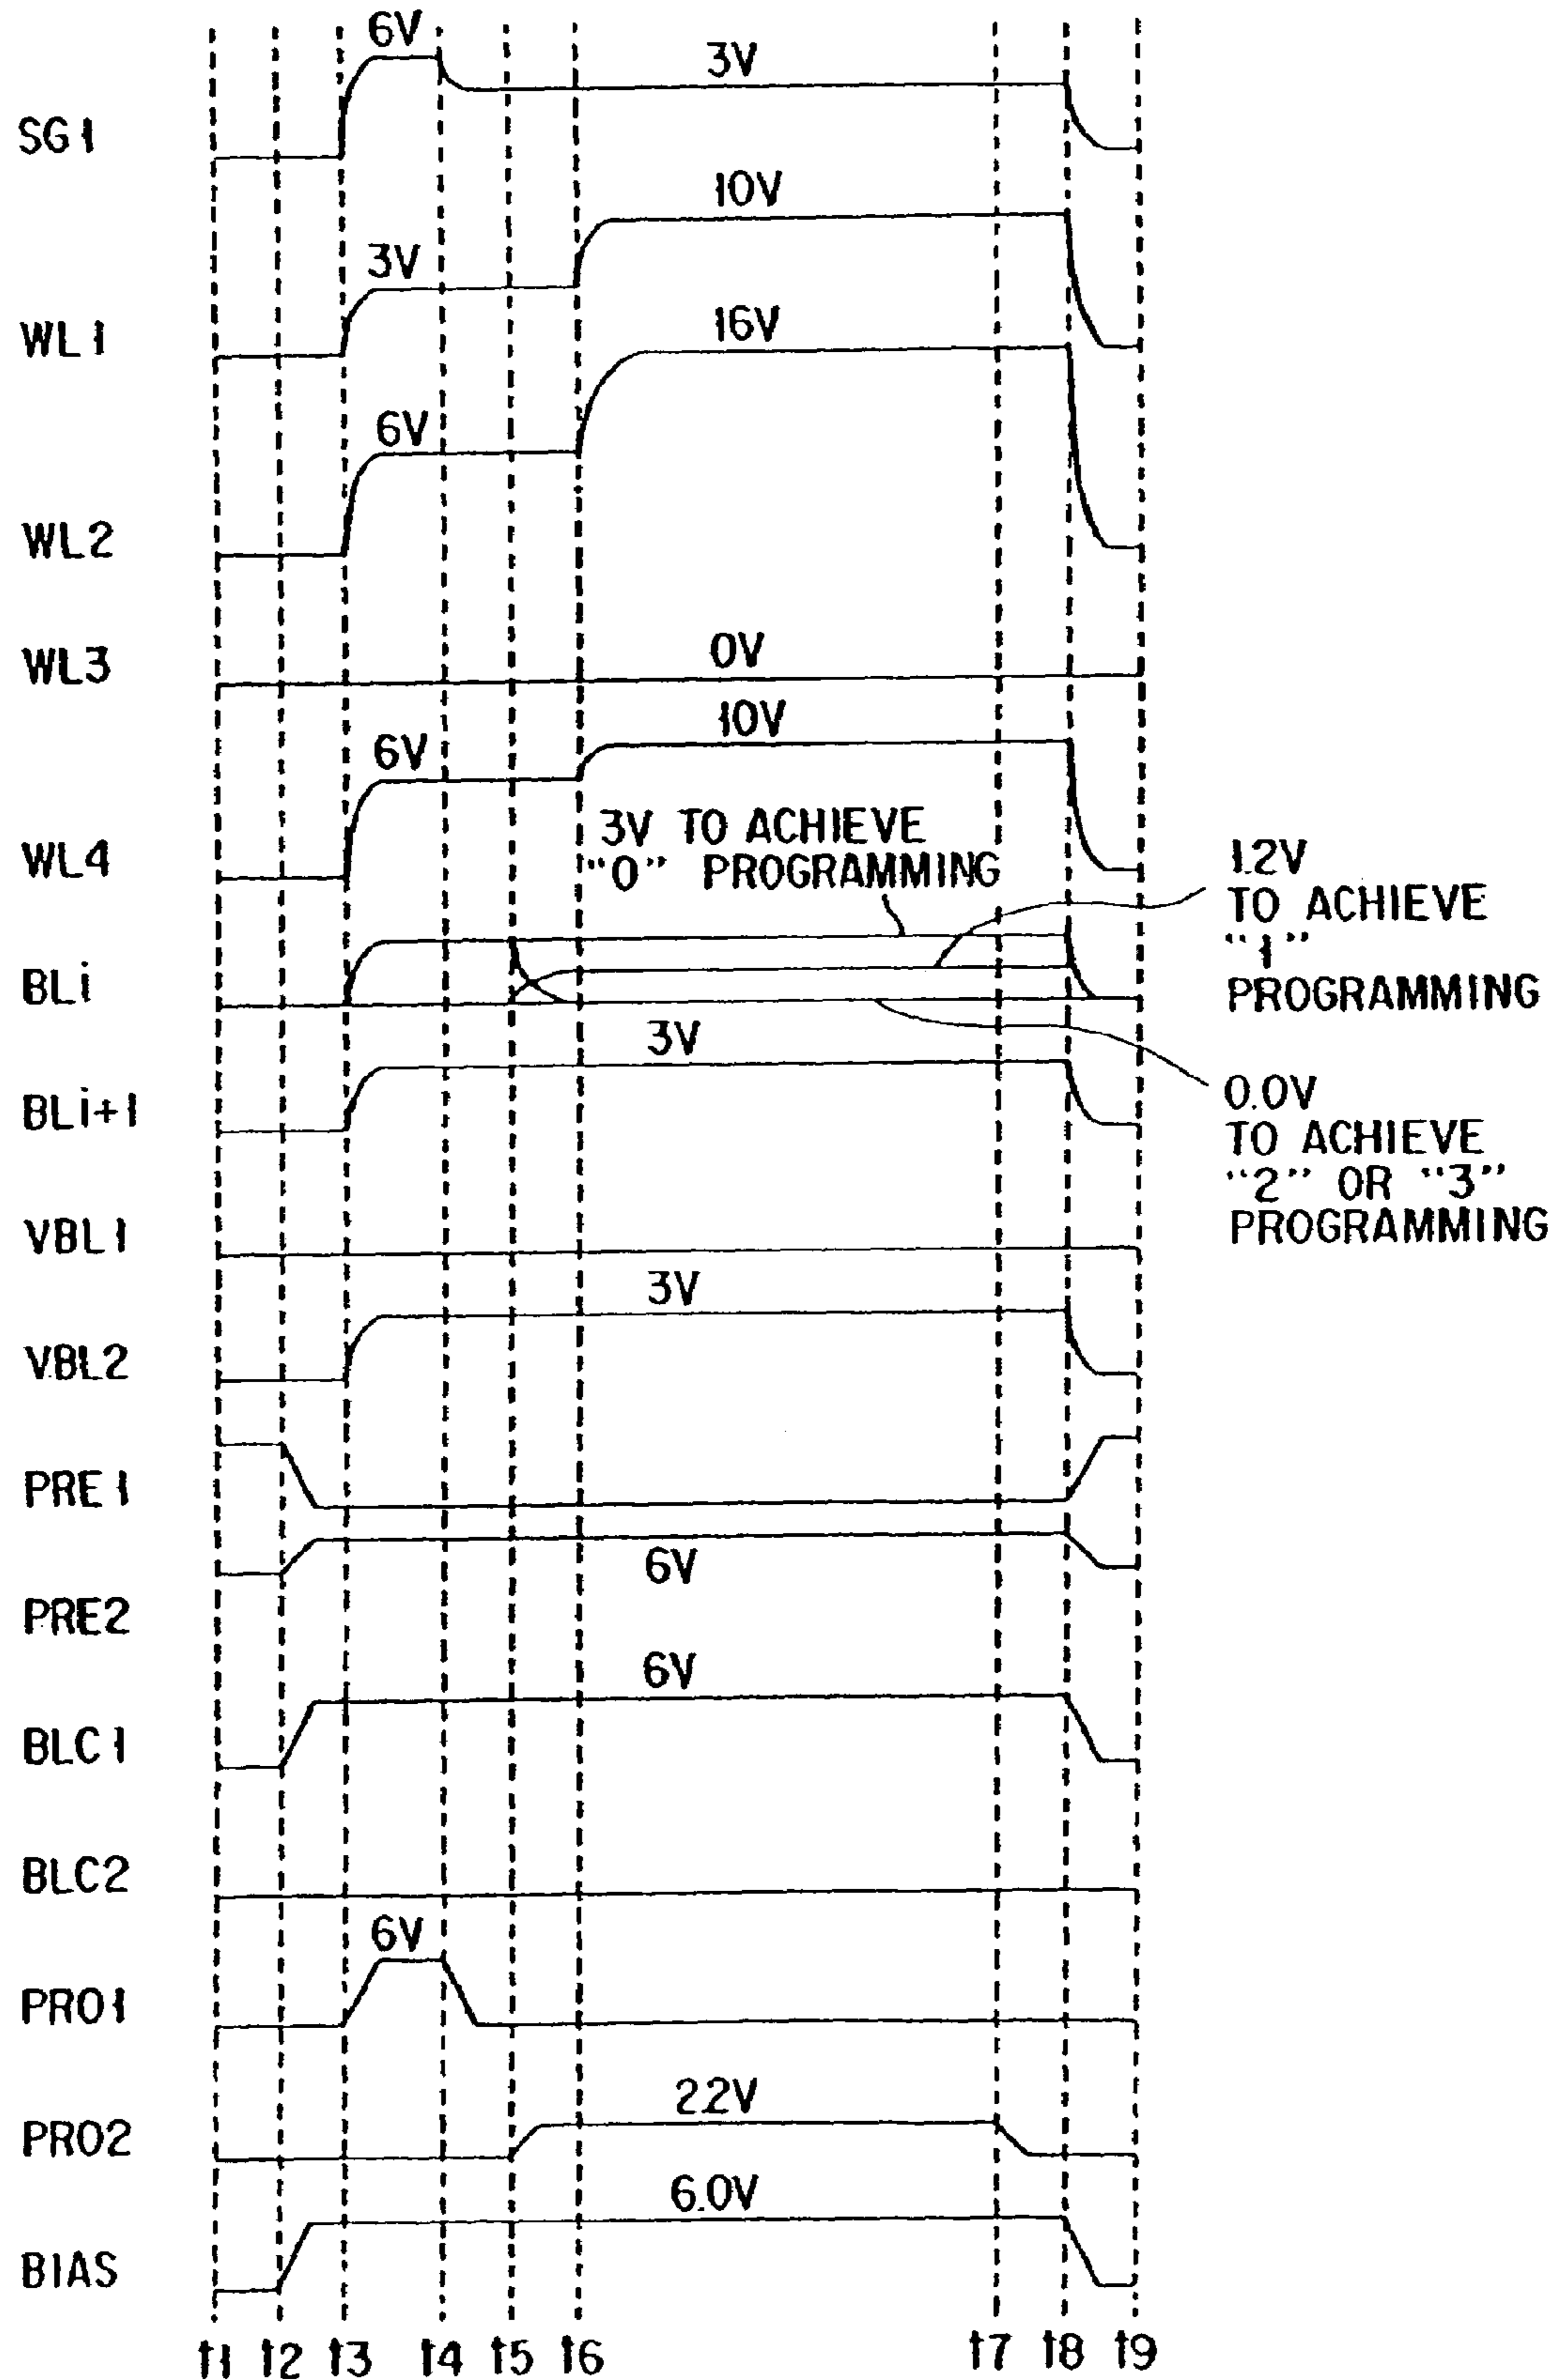 6V
3V
SG1
10V
3V
WL1
16V
6V
WL2
0V
WL3
10V
6V
WL4
3V TO ACHIEVE
"0" PROGRAMMING
1.2V
TO ACHIEVE
"1"
PROGRAMMING
BLi
3V
BLi+1
0.0V
TO ACHIEVE
"2" OR "3"
PROGRAMMING
VBL1
3V
VBL2
PRE1
6V
PRE2
6V
BLC1
BLC2
6V
PRO1
2.2V
PRO2
6.0V
BIAS
t1 t2 t3 t4 t5 t6 t7 t8 t9